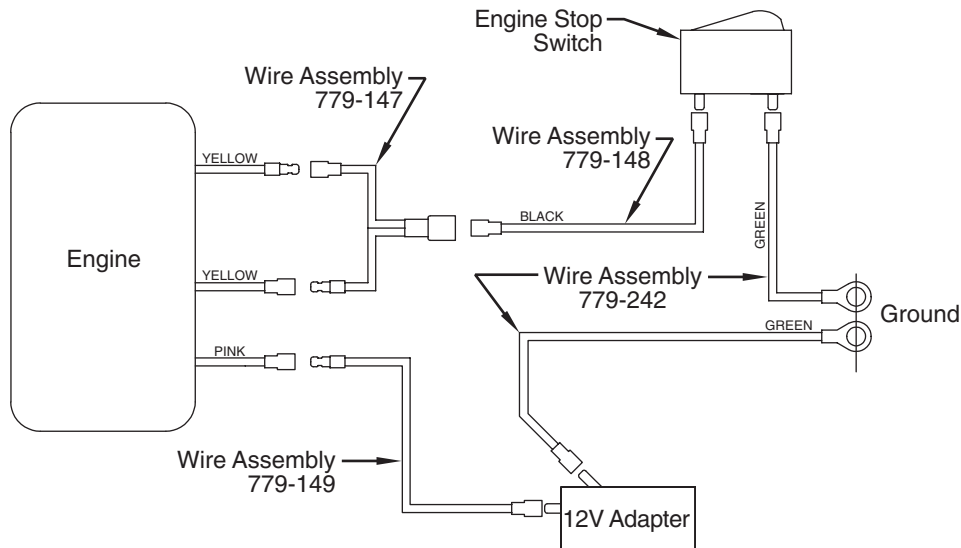 Engine Stop
Switch
Wire Assembly
779-147
Wire Assembly
779-148
YELLOW
BLACK
GREEN
Engine
YELLOW
Wire Assembly
779-242
Ground
GREEN
PINK
Wire Assembly
779-149
12V Adapter